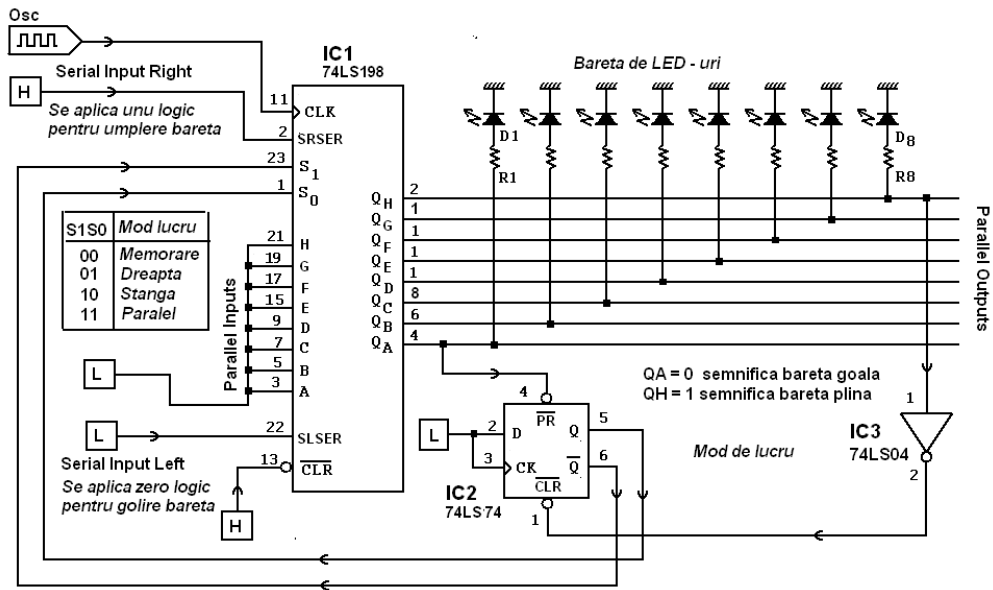 Osc
H
Serial Input Right
Se aplica unu logic
pentru umplere bareta
IC1
74LS198
11
CLK
2
SRSER
23
S1
1
S0
S1S0 Mod lucru
00 Memorare
01 Dreapta
10 Stanga
11 Paralel
Parallel Inputs
21 H
19 G
17 F
15 E
9 D
7 C
5 B
3 A
L
L
22
SLSER
Serial Input Left
13
CLR
Se aplica zero logic
pentru golire bareta
H
Bareta de LED - uri
D1
R1
D8
R8
QH 2
QG 1
QF 1
QE 1
QD 1
QC 8
QB 6
QA 4
Parallel Outputs
QA = 0 semnifica bareta goala
QH = 1 semnifica bareta plina
Mod de lucru
4
PR
L
2
D
Q
5
3
CK
Q
6
CLR
1
IC2
74LS74
1
IC3
74LS04
2